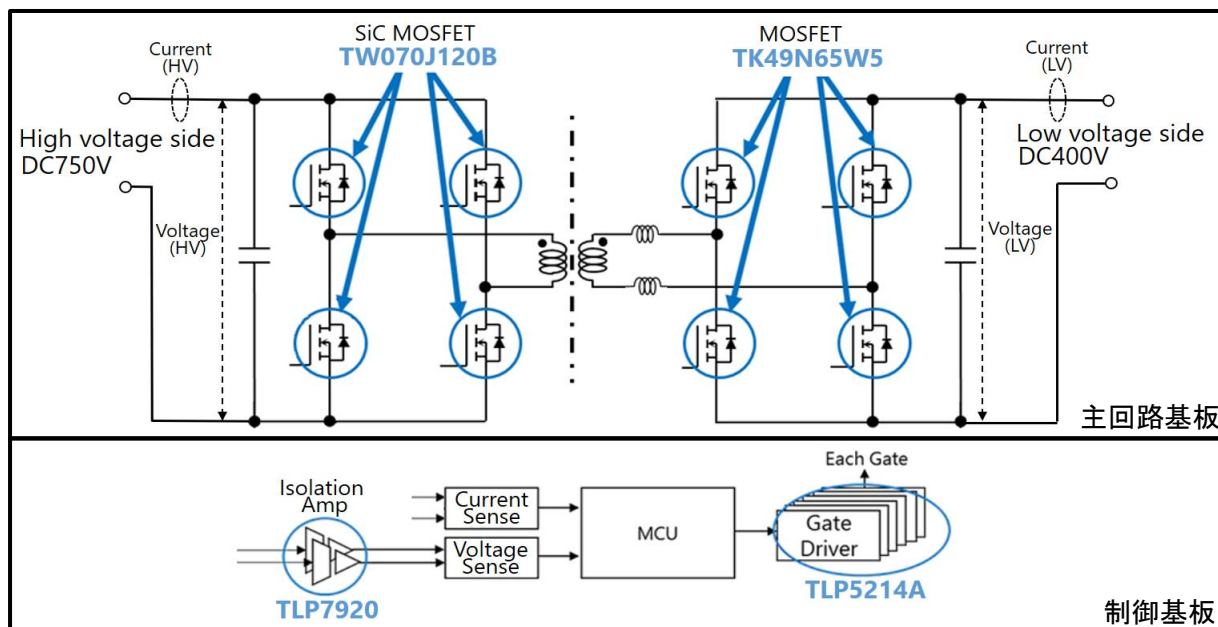 SiC MOSFET
TW070J120B
MOSFET
TK49N65W5
Current
(HV)
Current
(LV)
High voltage side
DC750V
Low voltage side
DC400V
Voltage
(HV)
Voltage
(LV)
主回路基板
Each Gate
Isolation
Amp
Current
Sense
Voltage
Sense
MCU
Gate
Driver
TLP7920
TLP5214A
制御基板